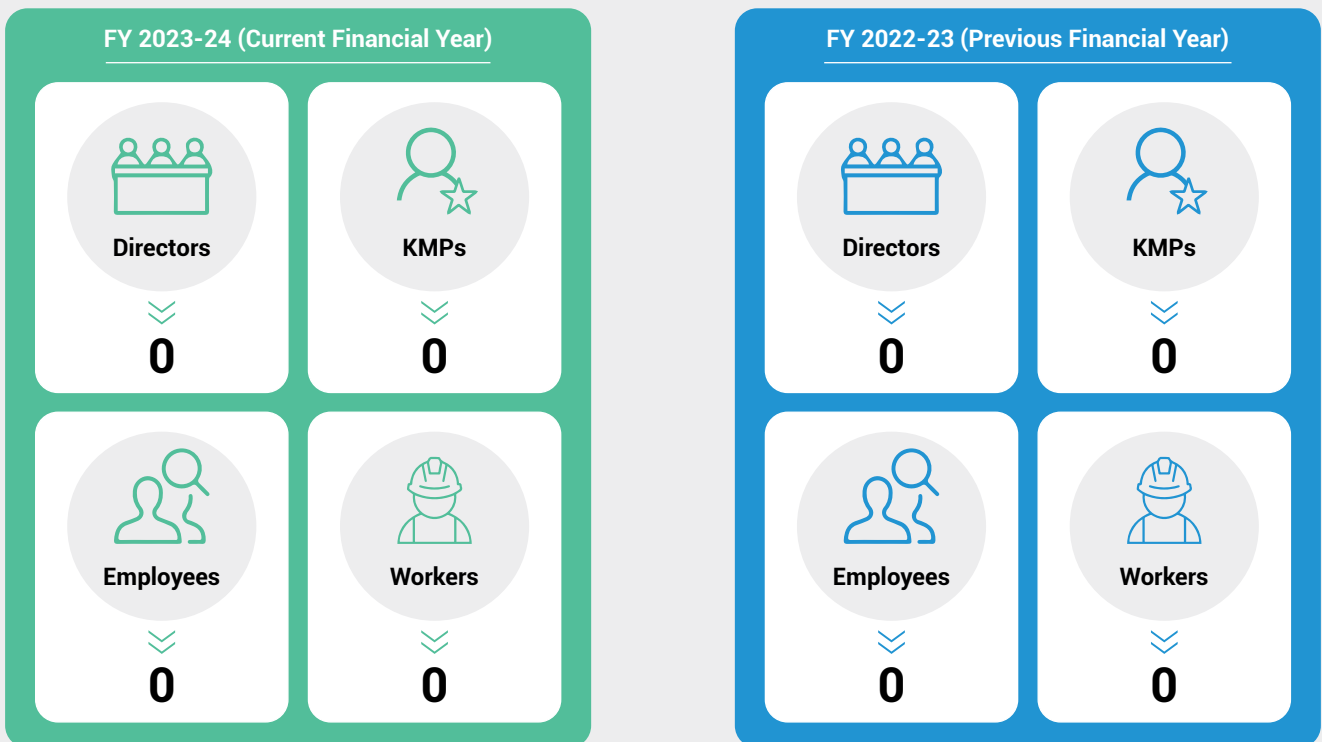 FY 2023-24 (Current Financial Year)
Directors
0
KMPs
0
Employees
0
Workers
0
FY 2022-23 (Previous Financial Year)
Directors
0
KMPs
0
Employees
0
Workers
0